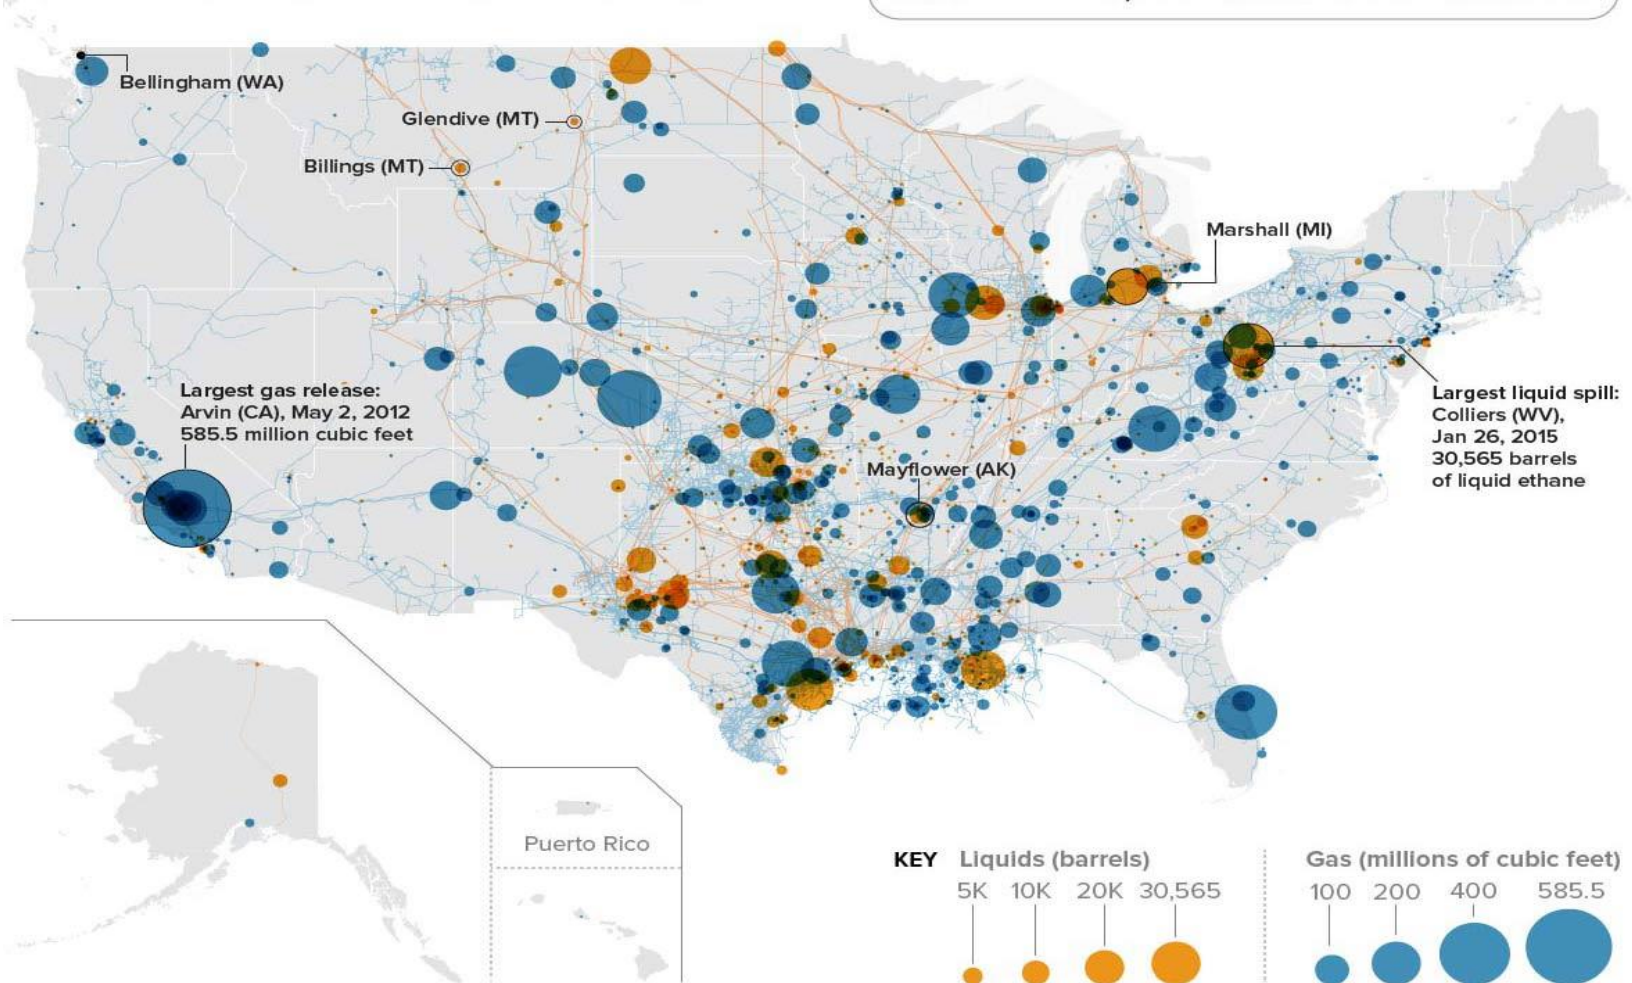 Bellingham (WA)
Glendive (MT)
Billings (MT)
Marshall (MI)
Largest gas release:
Arvin (CA), May 2, 2012
585.5 million cubic feet
Largest liquid spill:
Colliers (WV),
Jan 26, 2015
30,565 barrels
of liquid ethane
Mayflower (AK)
Puerto Rico
KEY Liquids (barrels) Gas (millions of cubic feet)
5K 10K 20K 30,565 100 200 400 585.5